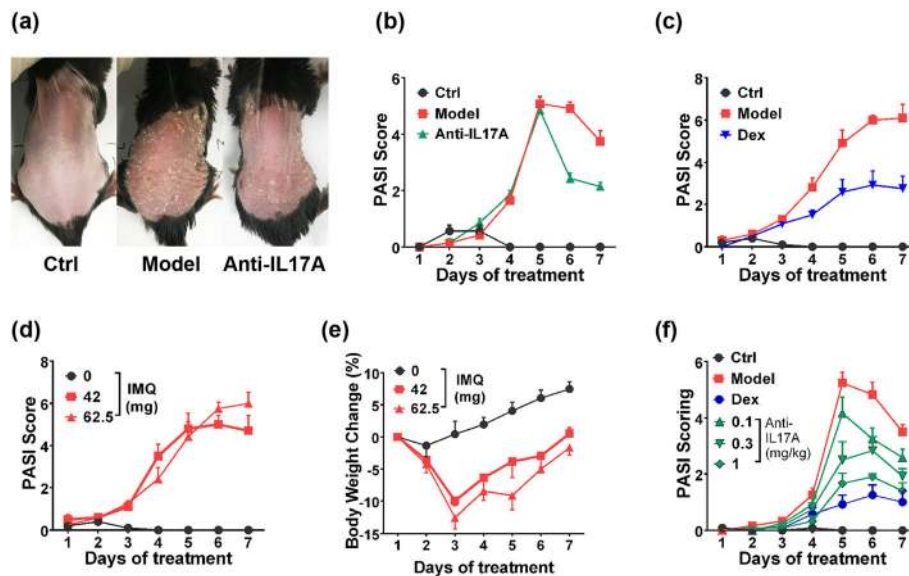 (a)
Ctrl Model Anti-IL17A
(b)
PASI Score
6
4
2
0
Ctrl
Model
Anti-IL17A
1 2 3 4 5 6 7
Days of treatment
(c)
PASI Score
8
6
4
2
0
Ctrl
Model
Dex
1 2 3 4 5 6 7
Days of treatment
(d)
PASI Score
8
6
4
2
0
0
42
62.5
IMQ
(mg)
1 2 3 4 5 6 7
Days of treatment
(e)
Body Weight Change (%)
10
5
0
-5
-10
-15
0
42
62.5
IMQ
(mg)
1 2 3 4 5 6 7
Days of treatment
(f)
PASI Scoring
8
6
4
2
0
Ctrl
Model
Dex
0.1
0.3
1
Anti-
IL17A
(mg/kg)
1 2 3 4 5 6 7
Days of treatment